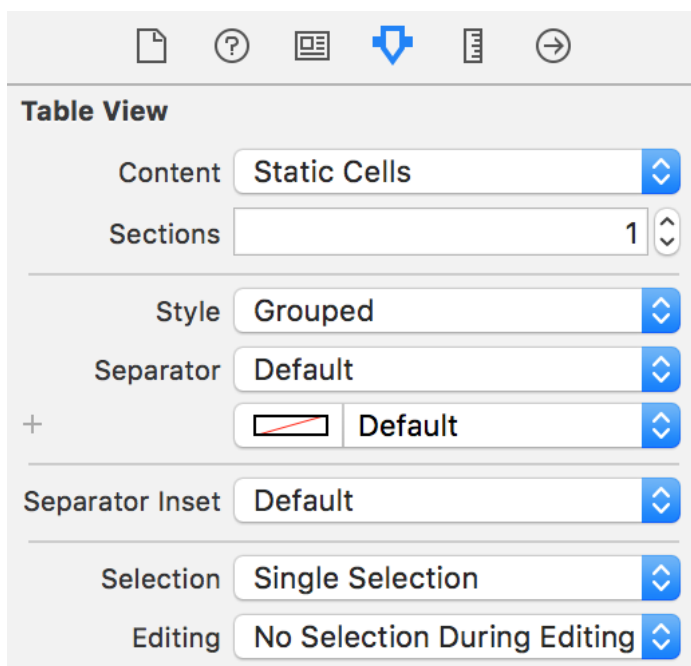 Table View
Content Static Cells
Sections 1
Style Grouped
Separator Default
+ Default
Separator Inset Default
Selection Single Selection
Editing No Selection During Editing